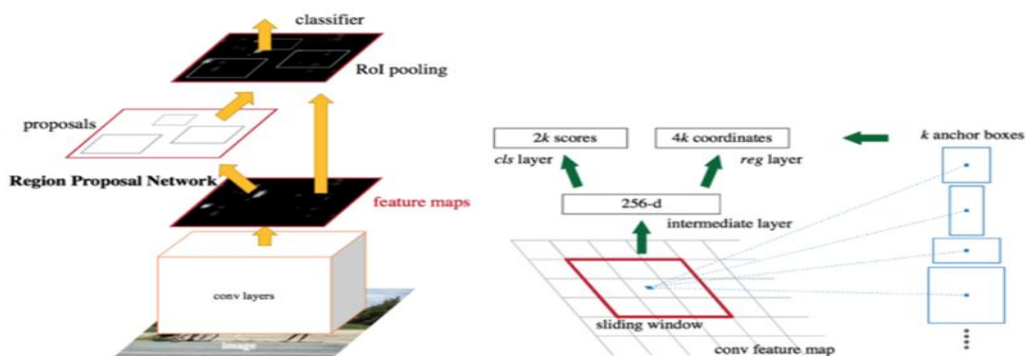 classifier
RoI pooling
proposals
Region Proposal Network
feature maps
conv layers
image
2k scores
4k coordinates
k anchor boxes
cls layer
reg layer
256-d
intermediate layer
sliding window
conv feature map